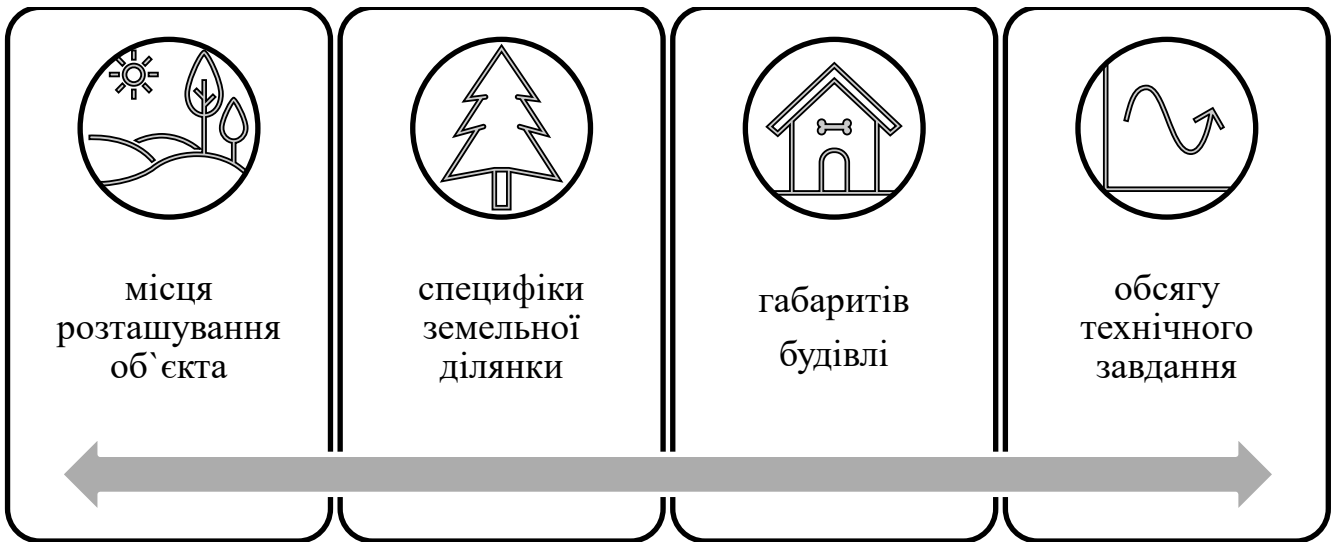 місця
розташування
об`єкта
специфіки
земельної
ділянки
габаритів
будівлі
обсягу
технічного
завдання